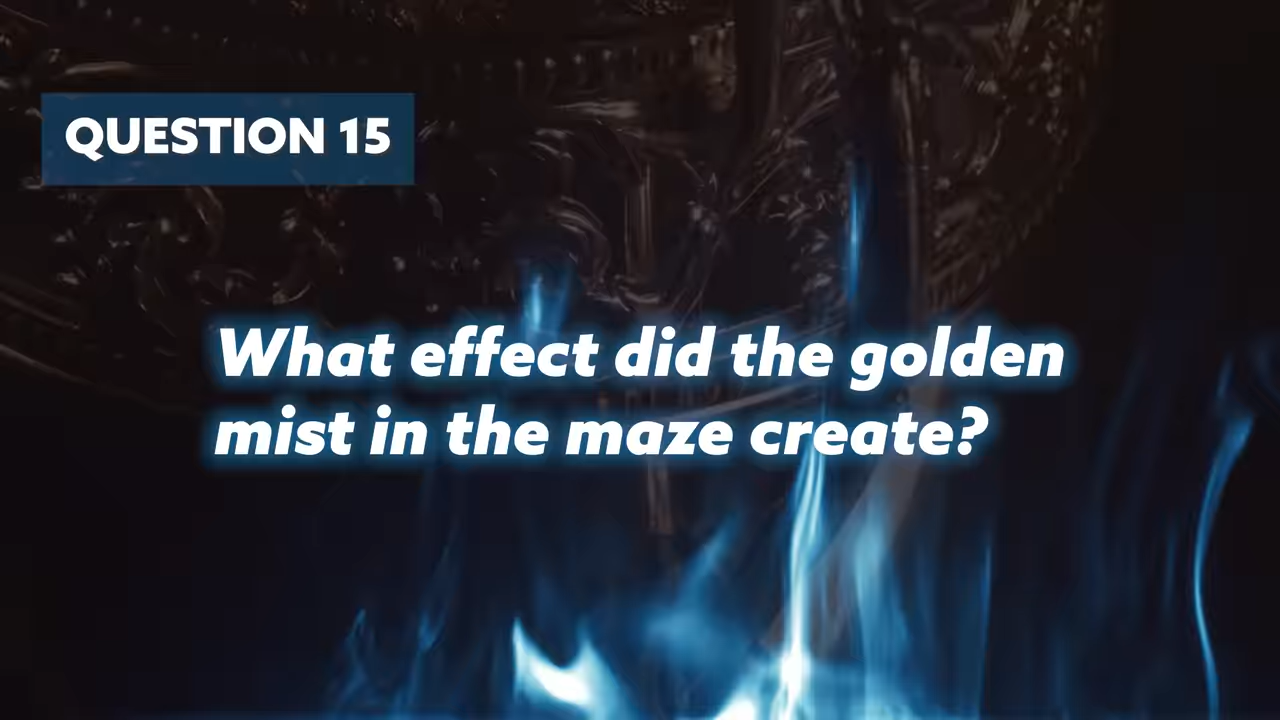 QUESTION 15
What effect did the golden
mist in the maze create?